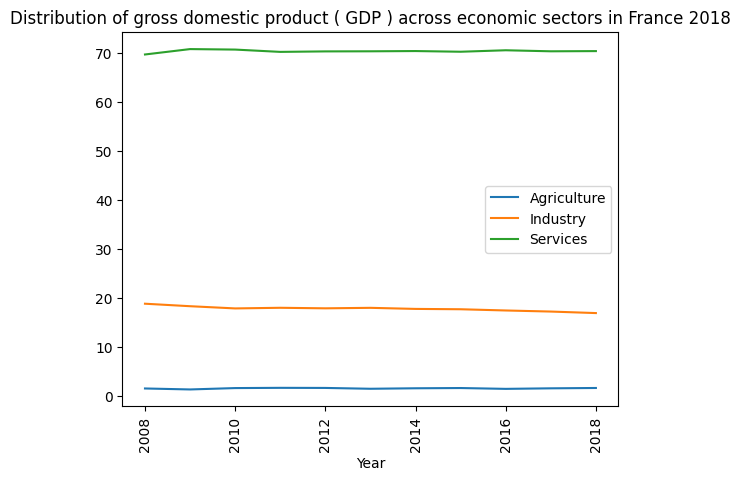 Distribution of gross domestic product ( GDP ) across economic sectors in France 2018
70
60
50
40
30
20
10
0
Agriculture
Industry
Services
2008
2010
2012
2014
2016
2018
Year